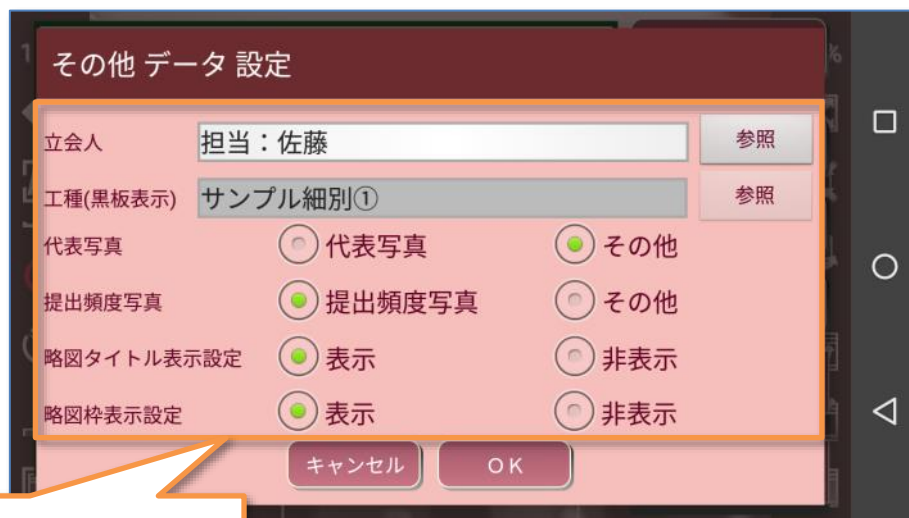 その他 データ 設定
立会人 担当：佐藤 参照
工種(黒板表示) サンプル細別① 参照
代表写真 代表写真 その他
提出頻度写真 提出頻度写真 その他
略図タイトル表示設定 表示 非表示
略図枠表示設定 表示 非表示
キャンセル OK